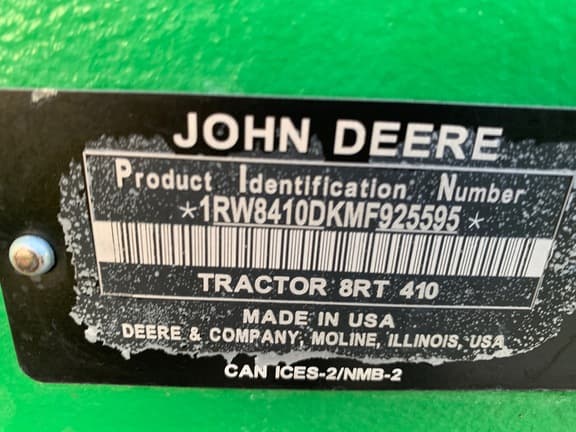 JOHN DEERE
Product Identification Number
*1RW8410DKMF925595*
TRACTOR 8RT 410
MADE IN USA
DEERE & COMPANY, MOLINE, ILLINOIS, USA
CAN ICES-2/NMB-2